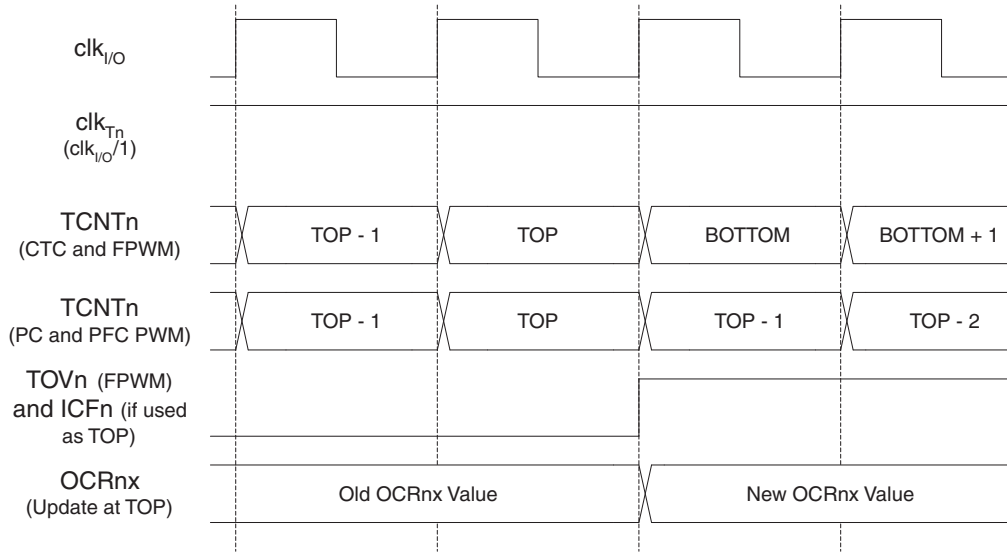 clkI/O
clkTn
(clkI/O/1)
TCNTn
(CTC and FPWM)
TOP - 1 TOP BOTTOM BOTTOM + 1
TCNTn
(PC and PFC PWM)
TOP - 1 TOP TOP - 1 TOP - 2
TOVn (FPWM)
and ICFn (if used
as TOP)
OCRnx
(Update at TOP)
Old OCRnx Value New OCRnx Value